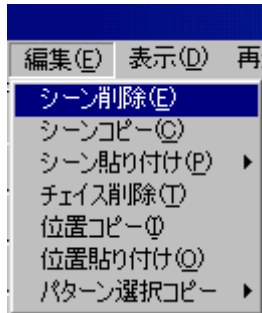 編集(E) 表示(D) 再
シーン削除(E)
シーンコピー(C)
シーン貼り付け(P)
チェイス削除(T)
位置コピー(I)
位置貼り付け(O)
パターン選択コピー